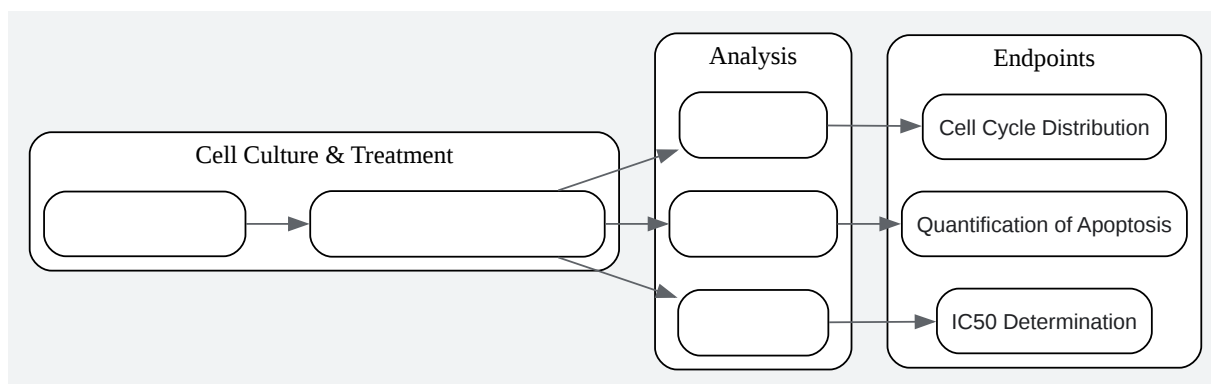 Cell Culture & Treatment
Analysis
Endpoints
Cell Cycle Distribution
Quantification of Apoptosis
IC50 Determination